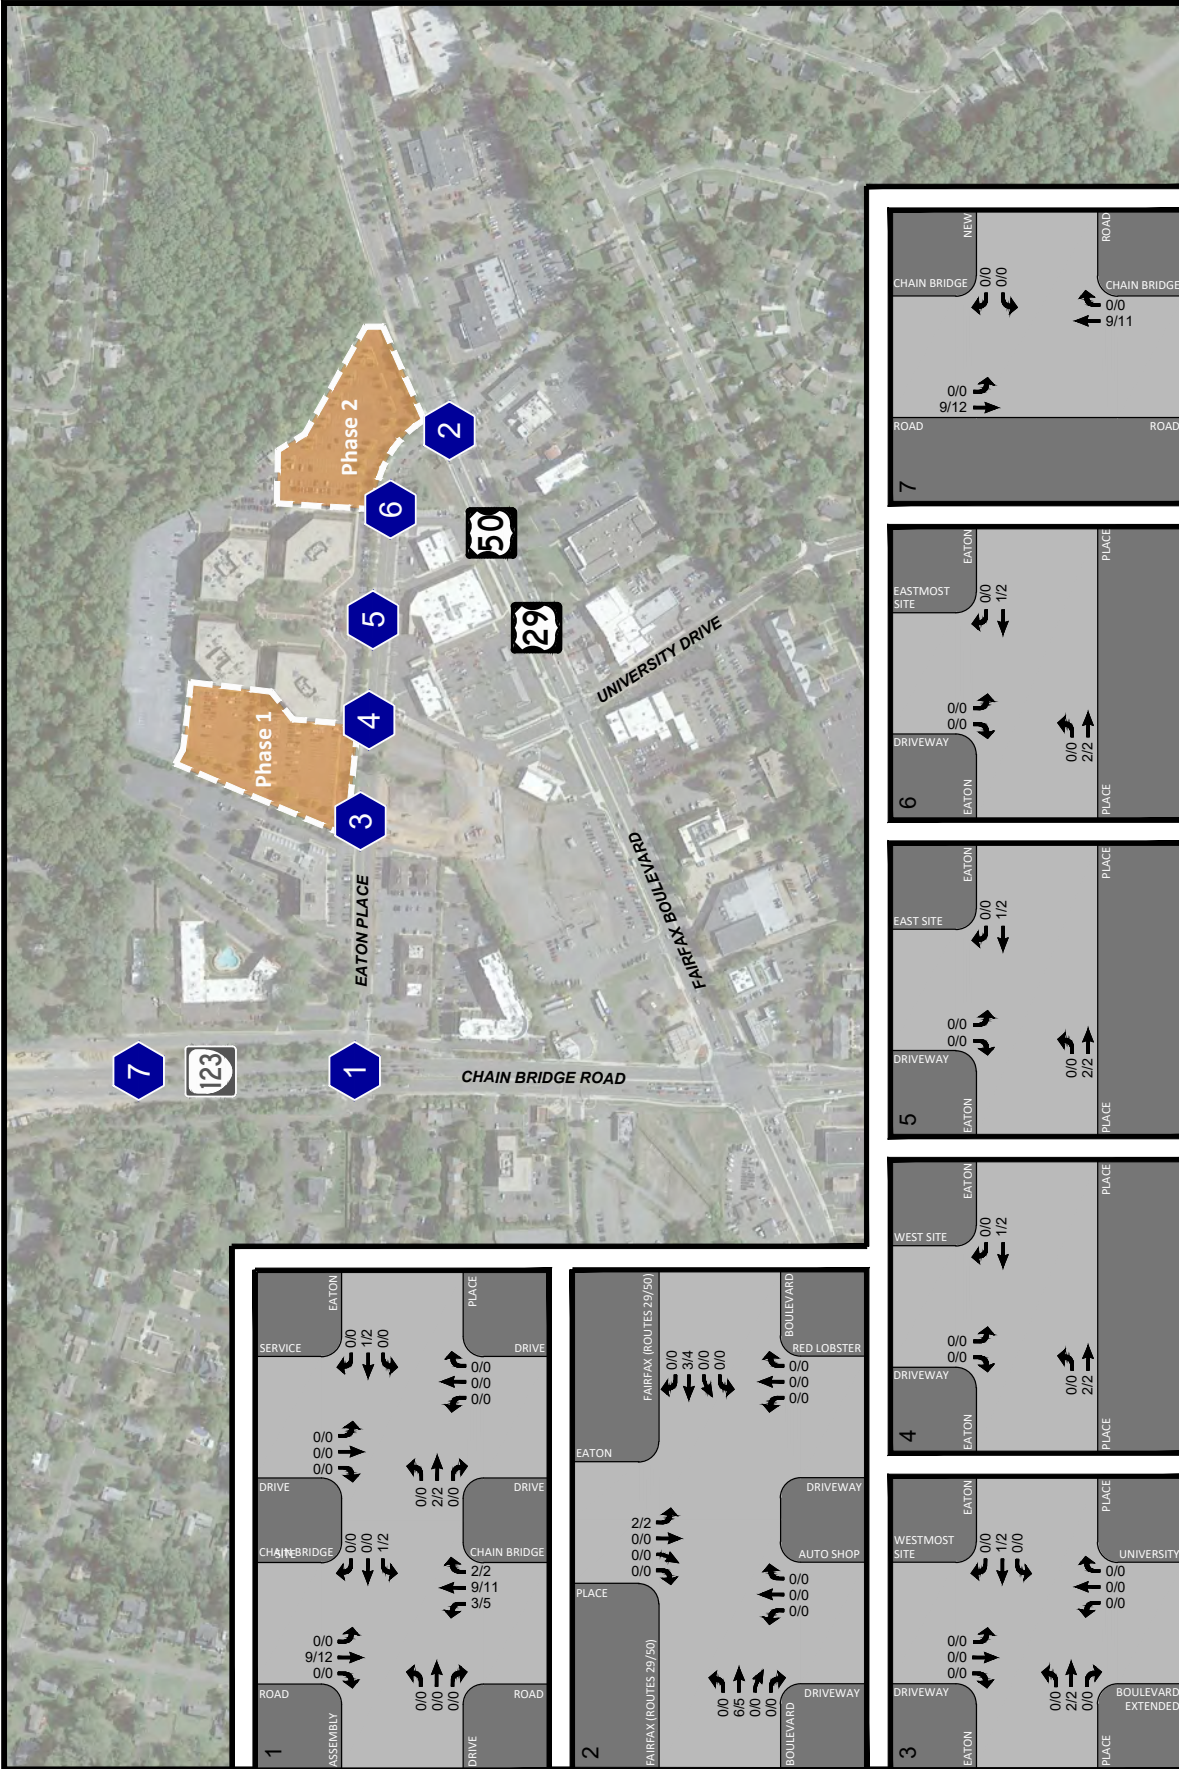 Phase 1
Phase 2
7
123
1
3
4
5
6
2
50
29
EATON PLACE
CHAIN BRIDGE ROAD
FAIRFAX BOULEVARD
UNIVERSITY DRIVE
1
ASSEMBLY
ROAD
CHAIN BRIDGE
SITE
DRIVE
SERVICE
EATON
0/0
9/12
0/0
0/0
0/0
1/2
0/0
0/0
0/0
0/0
1/2
0/0
0/0
0/0
0/0
2/2
9/11
3/5
0/0
2/2
0/0
0/0
0/0
0/0
DRIVE
ROAD
CHAIN BRIDGE
DRIVE
DRIVE
PLACE
2
FAIRFAX (ROUTES 29/50)
PLACE
EATON
FAIRFAX (ROUTES 29/50)
2/2
0/0
0/0
0/0
0/0
3/4
0/0
0/0
0/0
6/5
0/0
0/0
0/0
0/0
0/0
0/0
0/0
0/0
BOULEVARD
DRIVEWAY
AUTO SHOP
DRIVEWAY
RED LOBSTER
BOULEVARD
3
EATON
DRIVEWAY
WESTMOST
SITE
EATON
0/0
0/0
0/0
0/0
1/2
0/0
0/0
2/2
0/0
0/0
0/0
0/0
PLACE
BOULEVARD
EXTENDED
UNIVERSITY
PLACE
4
EATON
DRIVEWAY
WEST SITE
EATON
0/0
0/0
0/0
1/2
0/0
2/2
PLACE
PLACE
5
EATON
DRIVEWAY
EAST SITE
EATON
0/0
0/0
0/0
1/2
0/0
2/2
PLACE
PLACE
6
EATON
DRIVEWAY
EASTMOST
SITE
EATON
0/0
0/0
0/0
1/2
0/0
2/2
PLACE
PLACE
7
ROAD
CHAIN BRIDGE
NEW
0/0
9/12
0/0
0/0
0/0
9/11
ROAD
CHAIN BRIDGE
ROAD